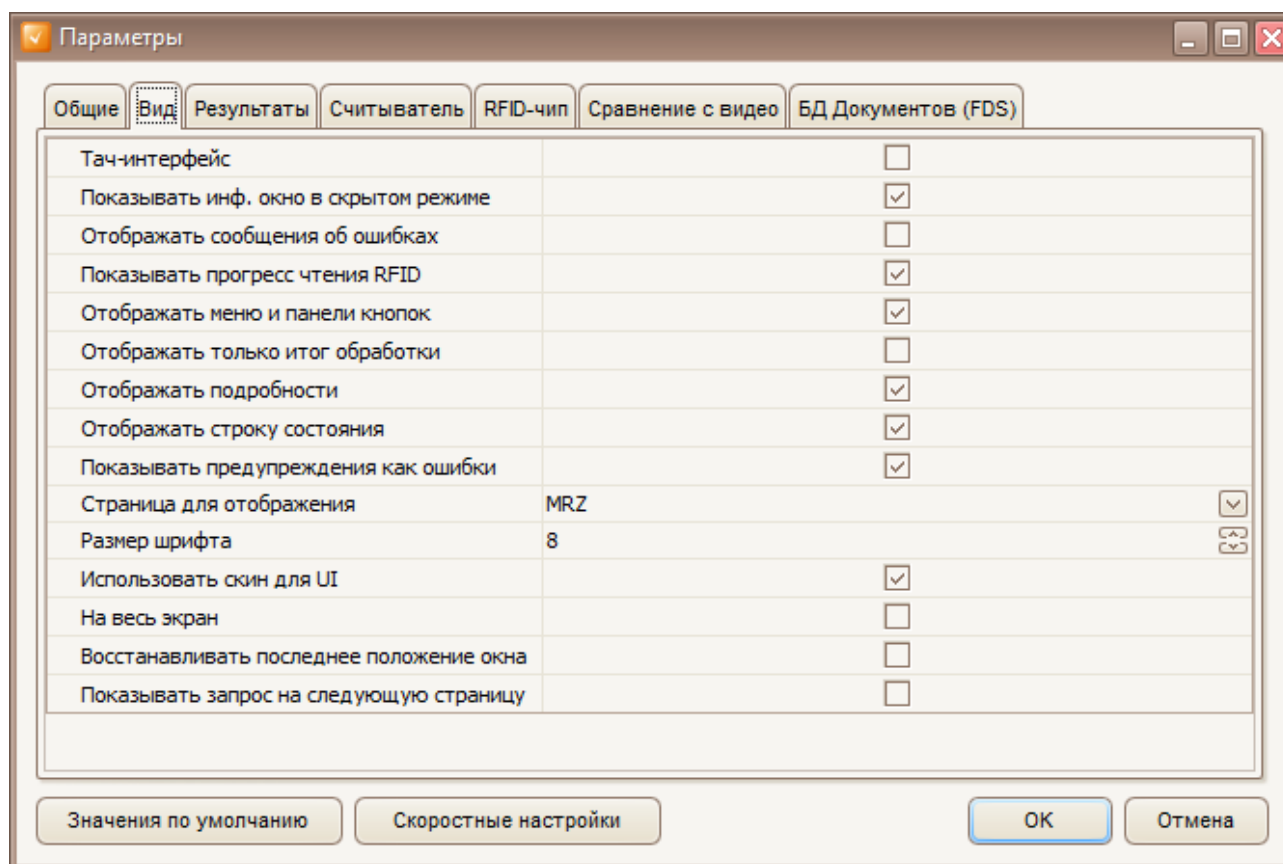 Параметры
Общие Вид Результаты Считыватель RFID-чип Сравнение с видео БД Документов (FDS)
Тач-интерфейс
Показывать инф. окно в скрытом режиме
Отображать сообщения об ошибках
Показывать прогресс чтения RFID
Отображать меню и панели кнопок
Отображать только итог обработки
Отображать подробности
Отображать строку состояния
Показывать предупреждения как ошибки
Страница для отображения MRZ
Размер шрифта 8
Использовать скин для UI
На весь экран
Восстанавливать последнее положение окна
Показывать запрос на следующую страницу
Значения по умолчанию Скоростные настройки OK Отмена